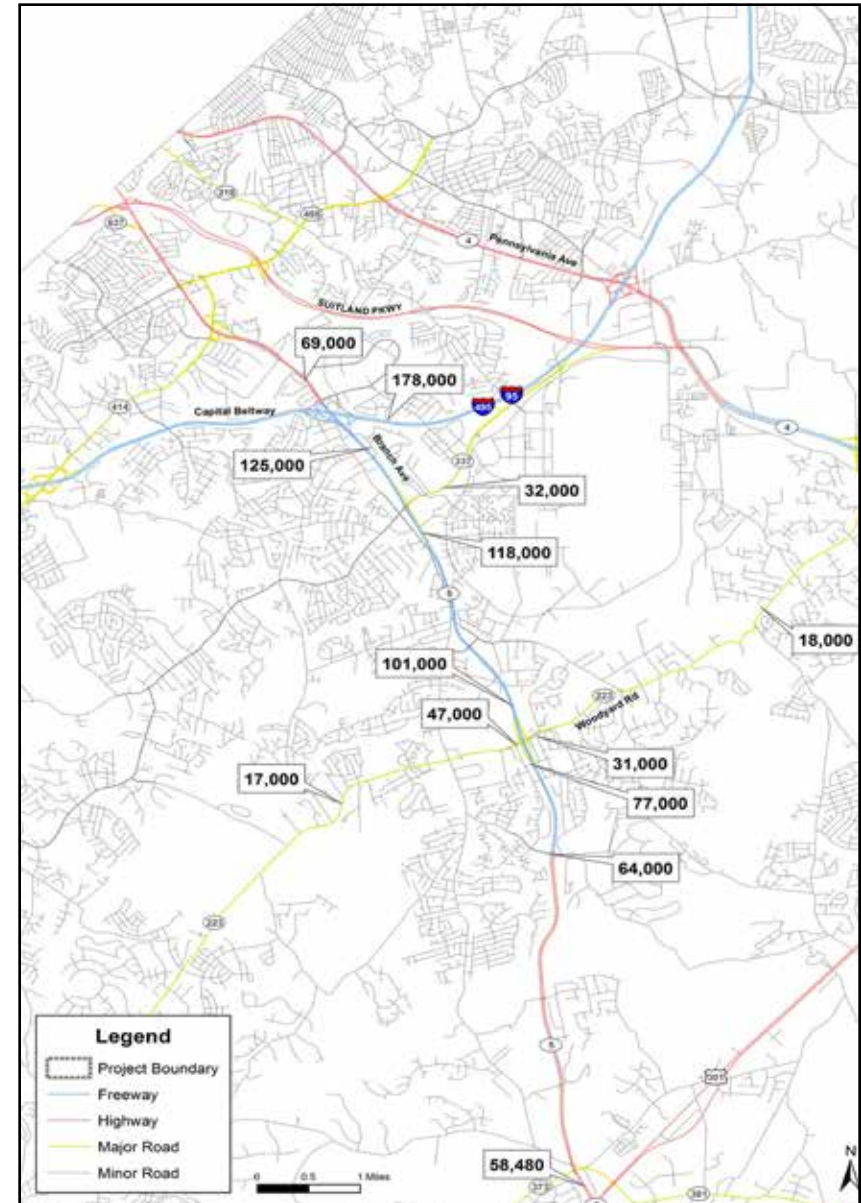 4
Pennsylvania Ave
SUITLAND PKWY
69,000
178,000
495
95
414
Capital Beltway
4
Branch Ave
125,000
337
32,000
118,000
5
18,000
101,000
223
Woodyard Rd
47,000
31,000
17,000
77,000
64,000
223
Legend
Project Boundary
Freeway
Highway
Major Road
Minor Road
5
301
0 0.5 1 Miles
58,480
373
381
N